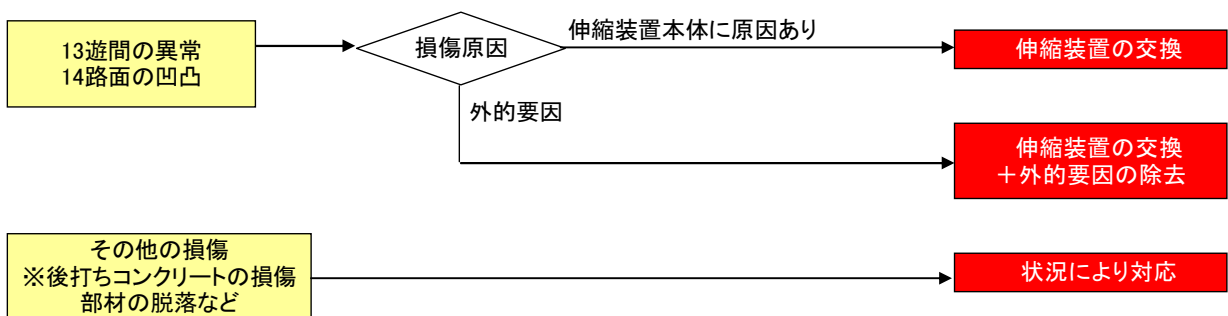 13遊間の異常
14路面の凹凸
損傷原因
伸縮装置本体に原因あり
伸縮装置の交換
外的要因
伸縮装置の交換
＋外的要因の除去
その他の損傷
※後打ちコンクリートの損傷
部材の脱落など
状況により対応